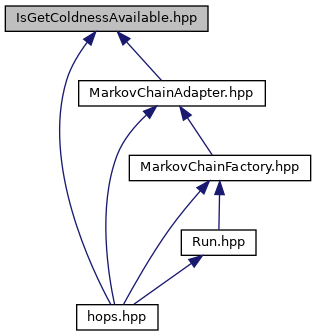 IsGetColdnessAvailable.hpp
MarkovChainAdapter.hpp
MarkovChainFactory.hpp
Run.hpp
hops.hpp